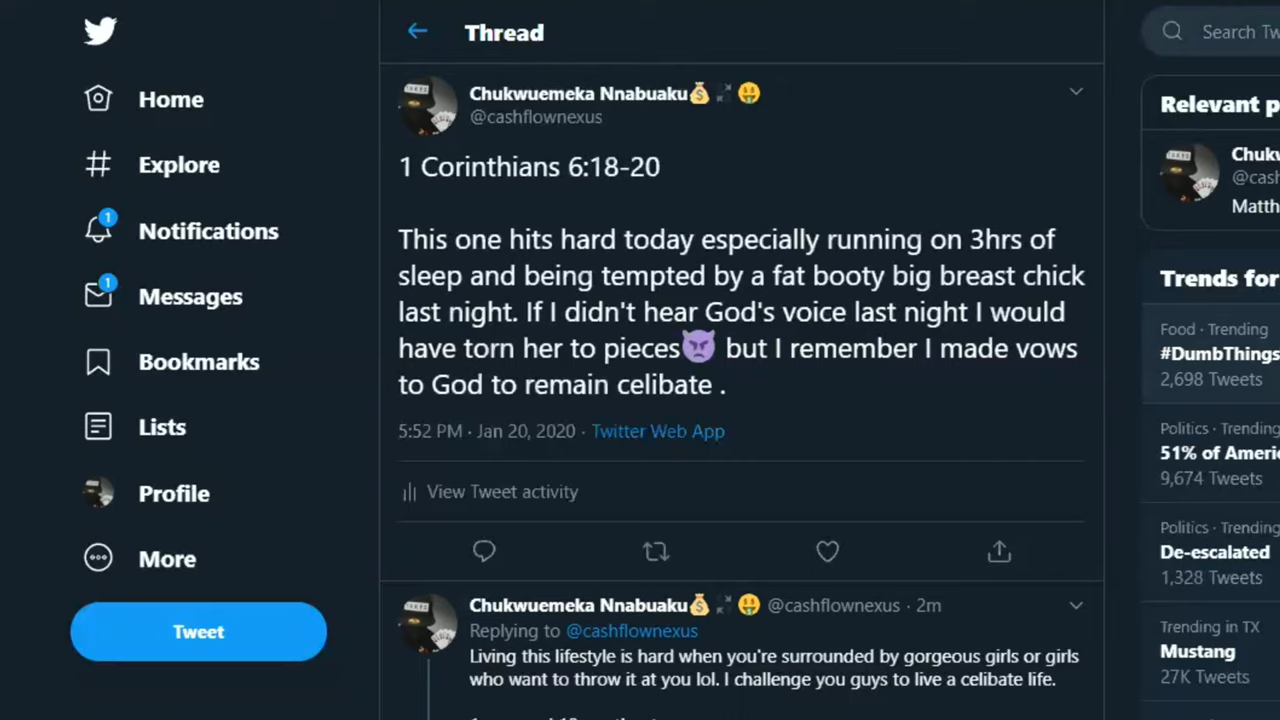 Thread
Search Tw
Home
Explore
Notifications
Messages
Bookmarks
Lists
Profile
More
Tweet
1
1
Chukwuemeka Nnabuaku💰 🤑
@cashflownexus
1 Corinthians 6:18-20
This one hits hard today especially running on 3hrs of
sleep and being tempted by a fat booty big breast chick
last night. If I didn't hear God's voice last night I would
have torn her to pieces👿 but I remember I made vows
to God to remain celibate .
5:52 PM · Jan 20, 2020 · Twitter Web App
View Tweet activity
Chukwuemeka Nnabuaku💰 🤑 @cashflownexus · 2m
Replying to @cashflownexus
Living this lifestyle is hard when you're surrounded by gorgeous girls or girls
who want to throw it at you lol. I challenge you guys to live a celibate life.
Relevant p
Chukw
@cash
Matth
Trends for
Food · Trending
#DumbThings
2,698 Tweets
Politics · Trending
51% of Ameri
9,674 Tweets
Politics · Trending
De-escalated
1,328 Tweets
Trending in TX
Mustang
27K Tweets